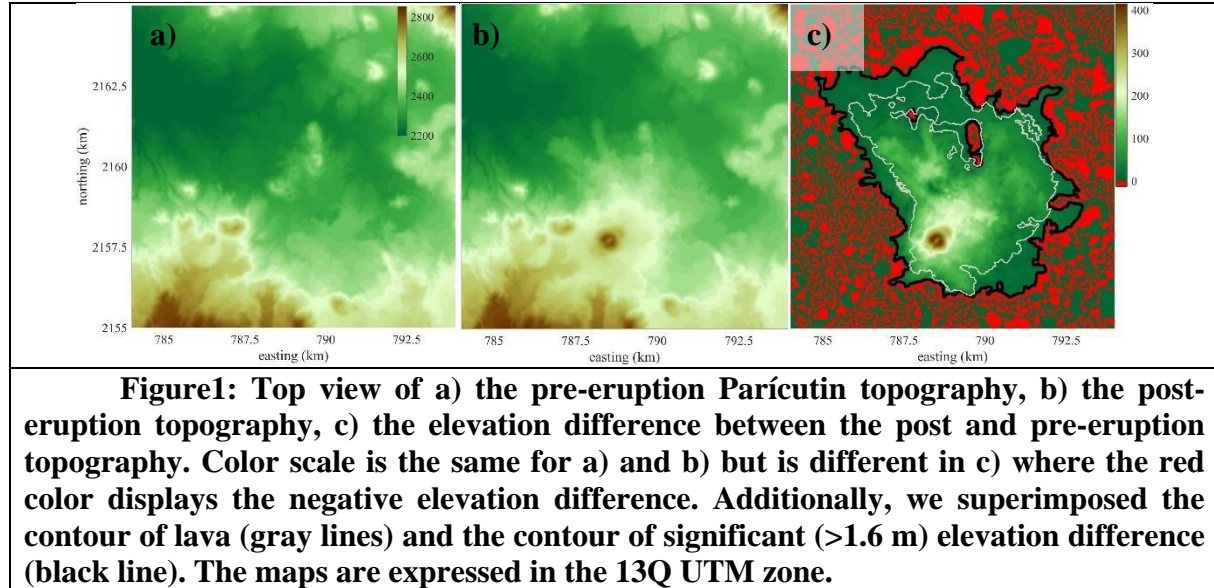 a)
b)
c)
2800
2600
2400
2200
400
300
200
100
0
northing (km)
2162.5
2160
2157.5
2155
785
787.5
790
792.5
easting (km)
785
787.5
790
792.5
easting (km)
785
787.5
790
792.5
easting (km)
Figure1: Top view of a) the pre-eruption Parícutin topography, b) the post-
eruption topography, c) the elevation difference between the post and pre-eruption
topography. Color scale is the same for a) and b) but is different in c) where the red
color displays the negative elevation difference. Additionally, we superimposed the
contour of lava (gray lines) and the contour of significant (>1.6 m) elevation difference
(black line). The maps are expressed in the 13Q UTM zone.